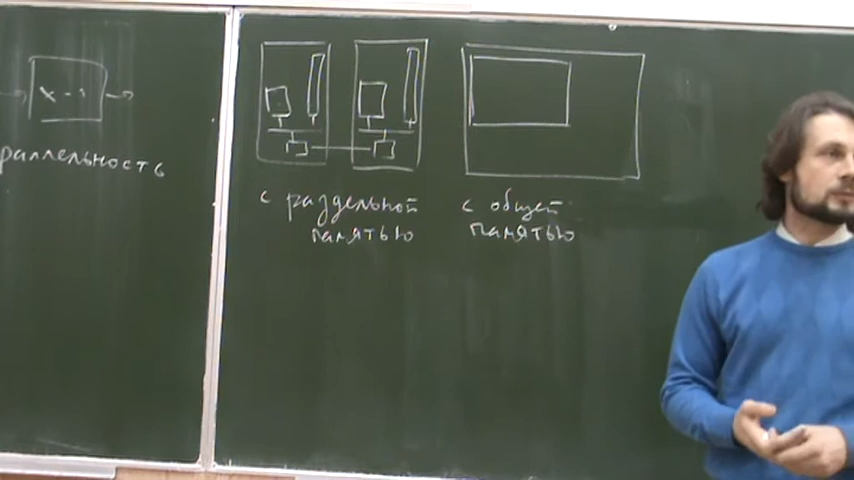 x - 1
раллельность
с раздельной
памятью
с общей
памятью